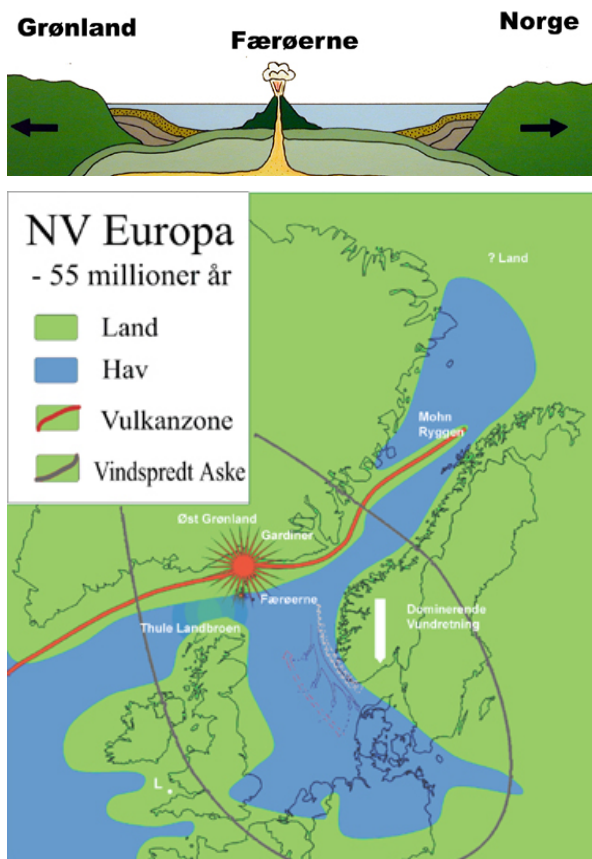 Grønland
Færøerne
Norge
NV Europa
- 55 millioner år
Land
Hav
Vulkanzone
Vindspredt Aske
? Land
Mohn
Ryggen
Øst Grønland
Gardiner
Færøerne
Thule Landbroen
Dominerende
Vundretning
L